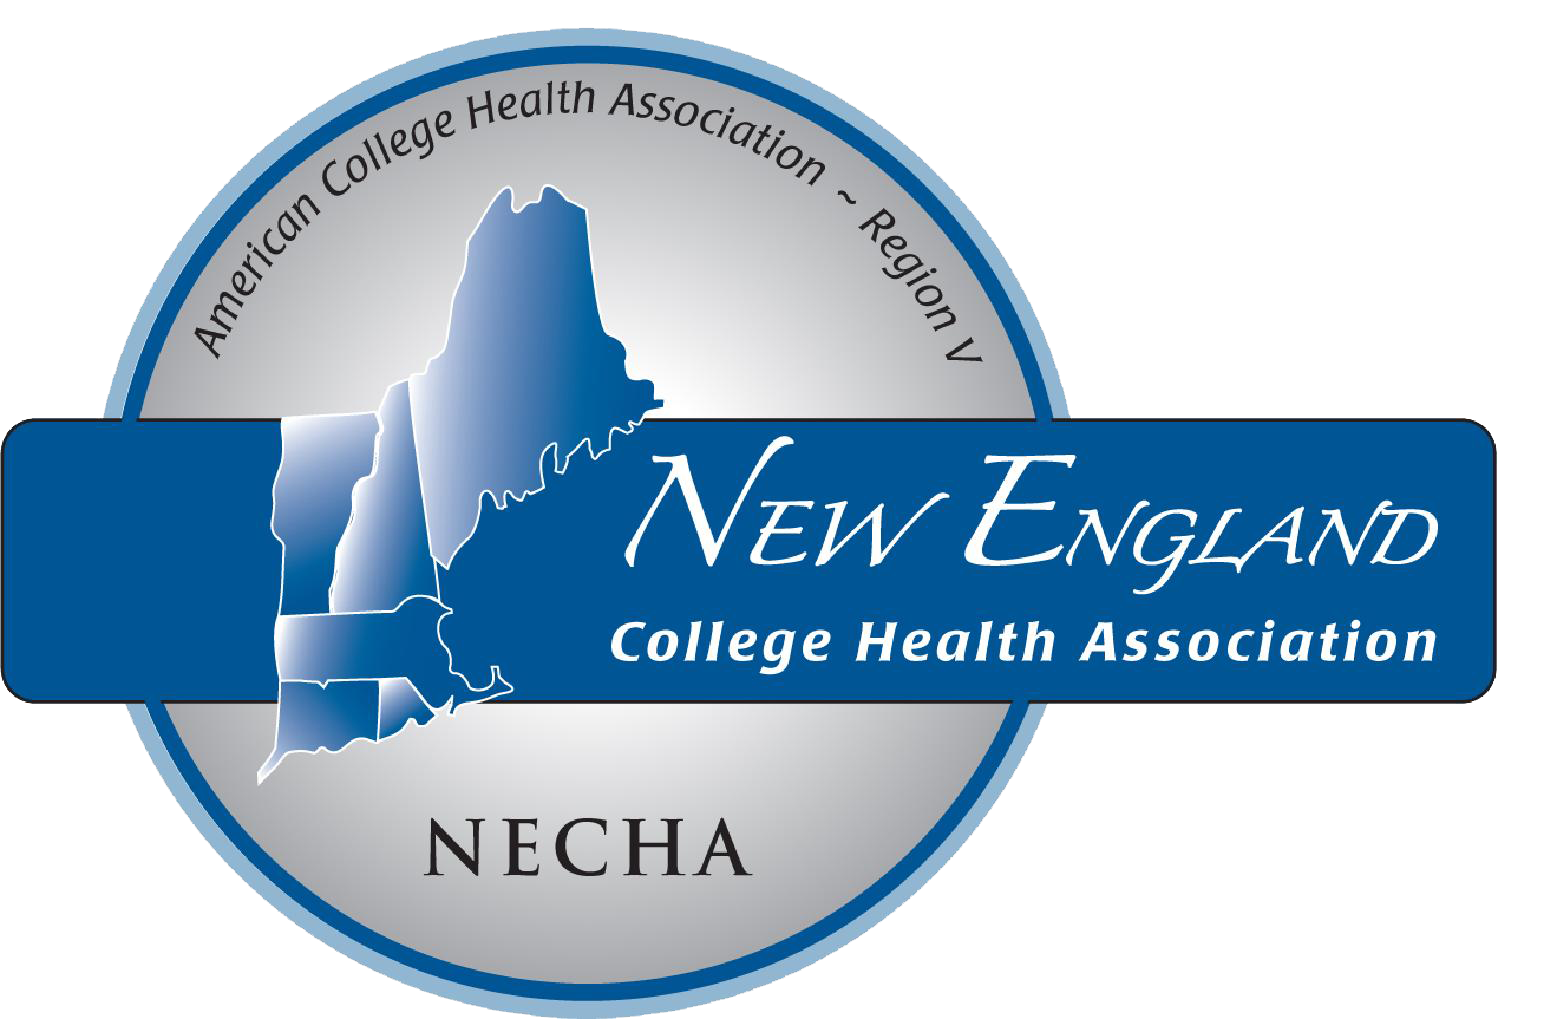 American College Health Association ~ Region V
New England
College Health Association
NECHA